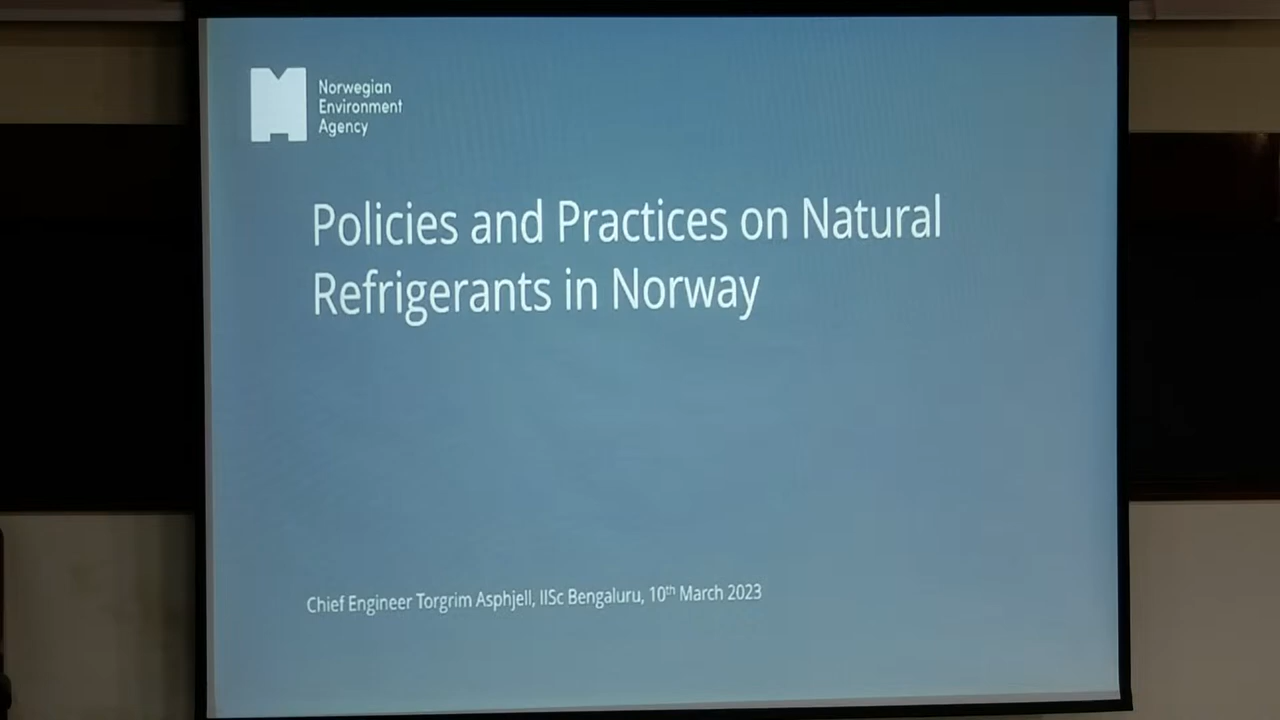 Norwegian
Environment
Agency
Policies and Practices on Natural
Refrigerants in Norway
Chief Engineer Torgrim Asphjell, IISc Bengaluru, 10th March 2023